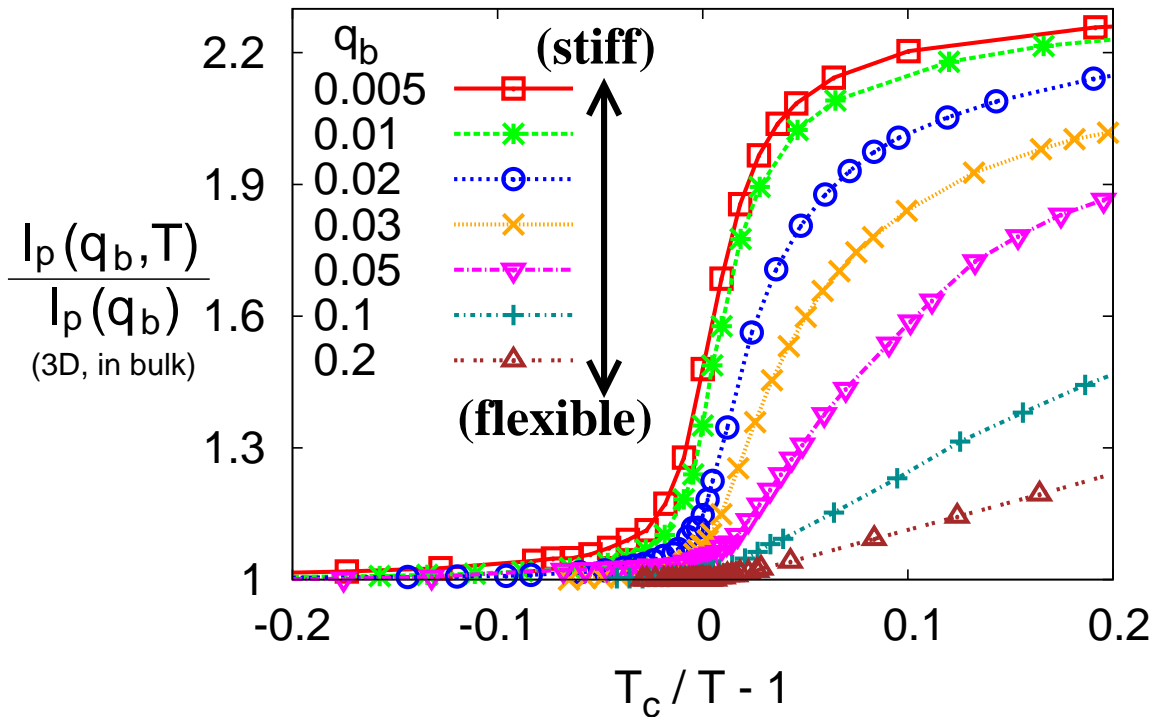 q_b
(stiff)
0.005
0.01
0.02
0.03
0.05
0.1
0.2
(flexible)
I_p(q_b,T)
I_p(q_b)
(3D, in bulk)
2.2
1.9
1.6
1.3
1
-0.2
-0.1
0
0.1
0.2
T_c / T - 1